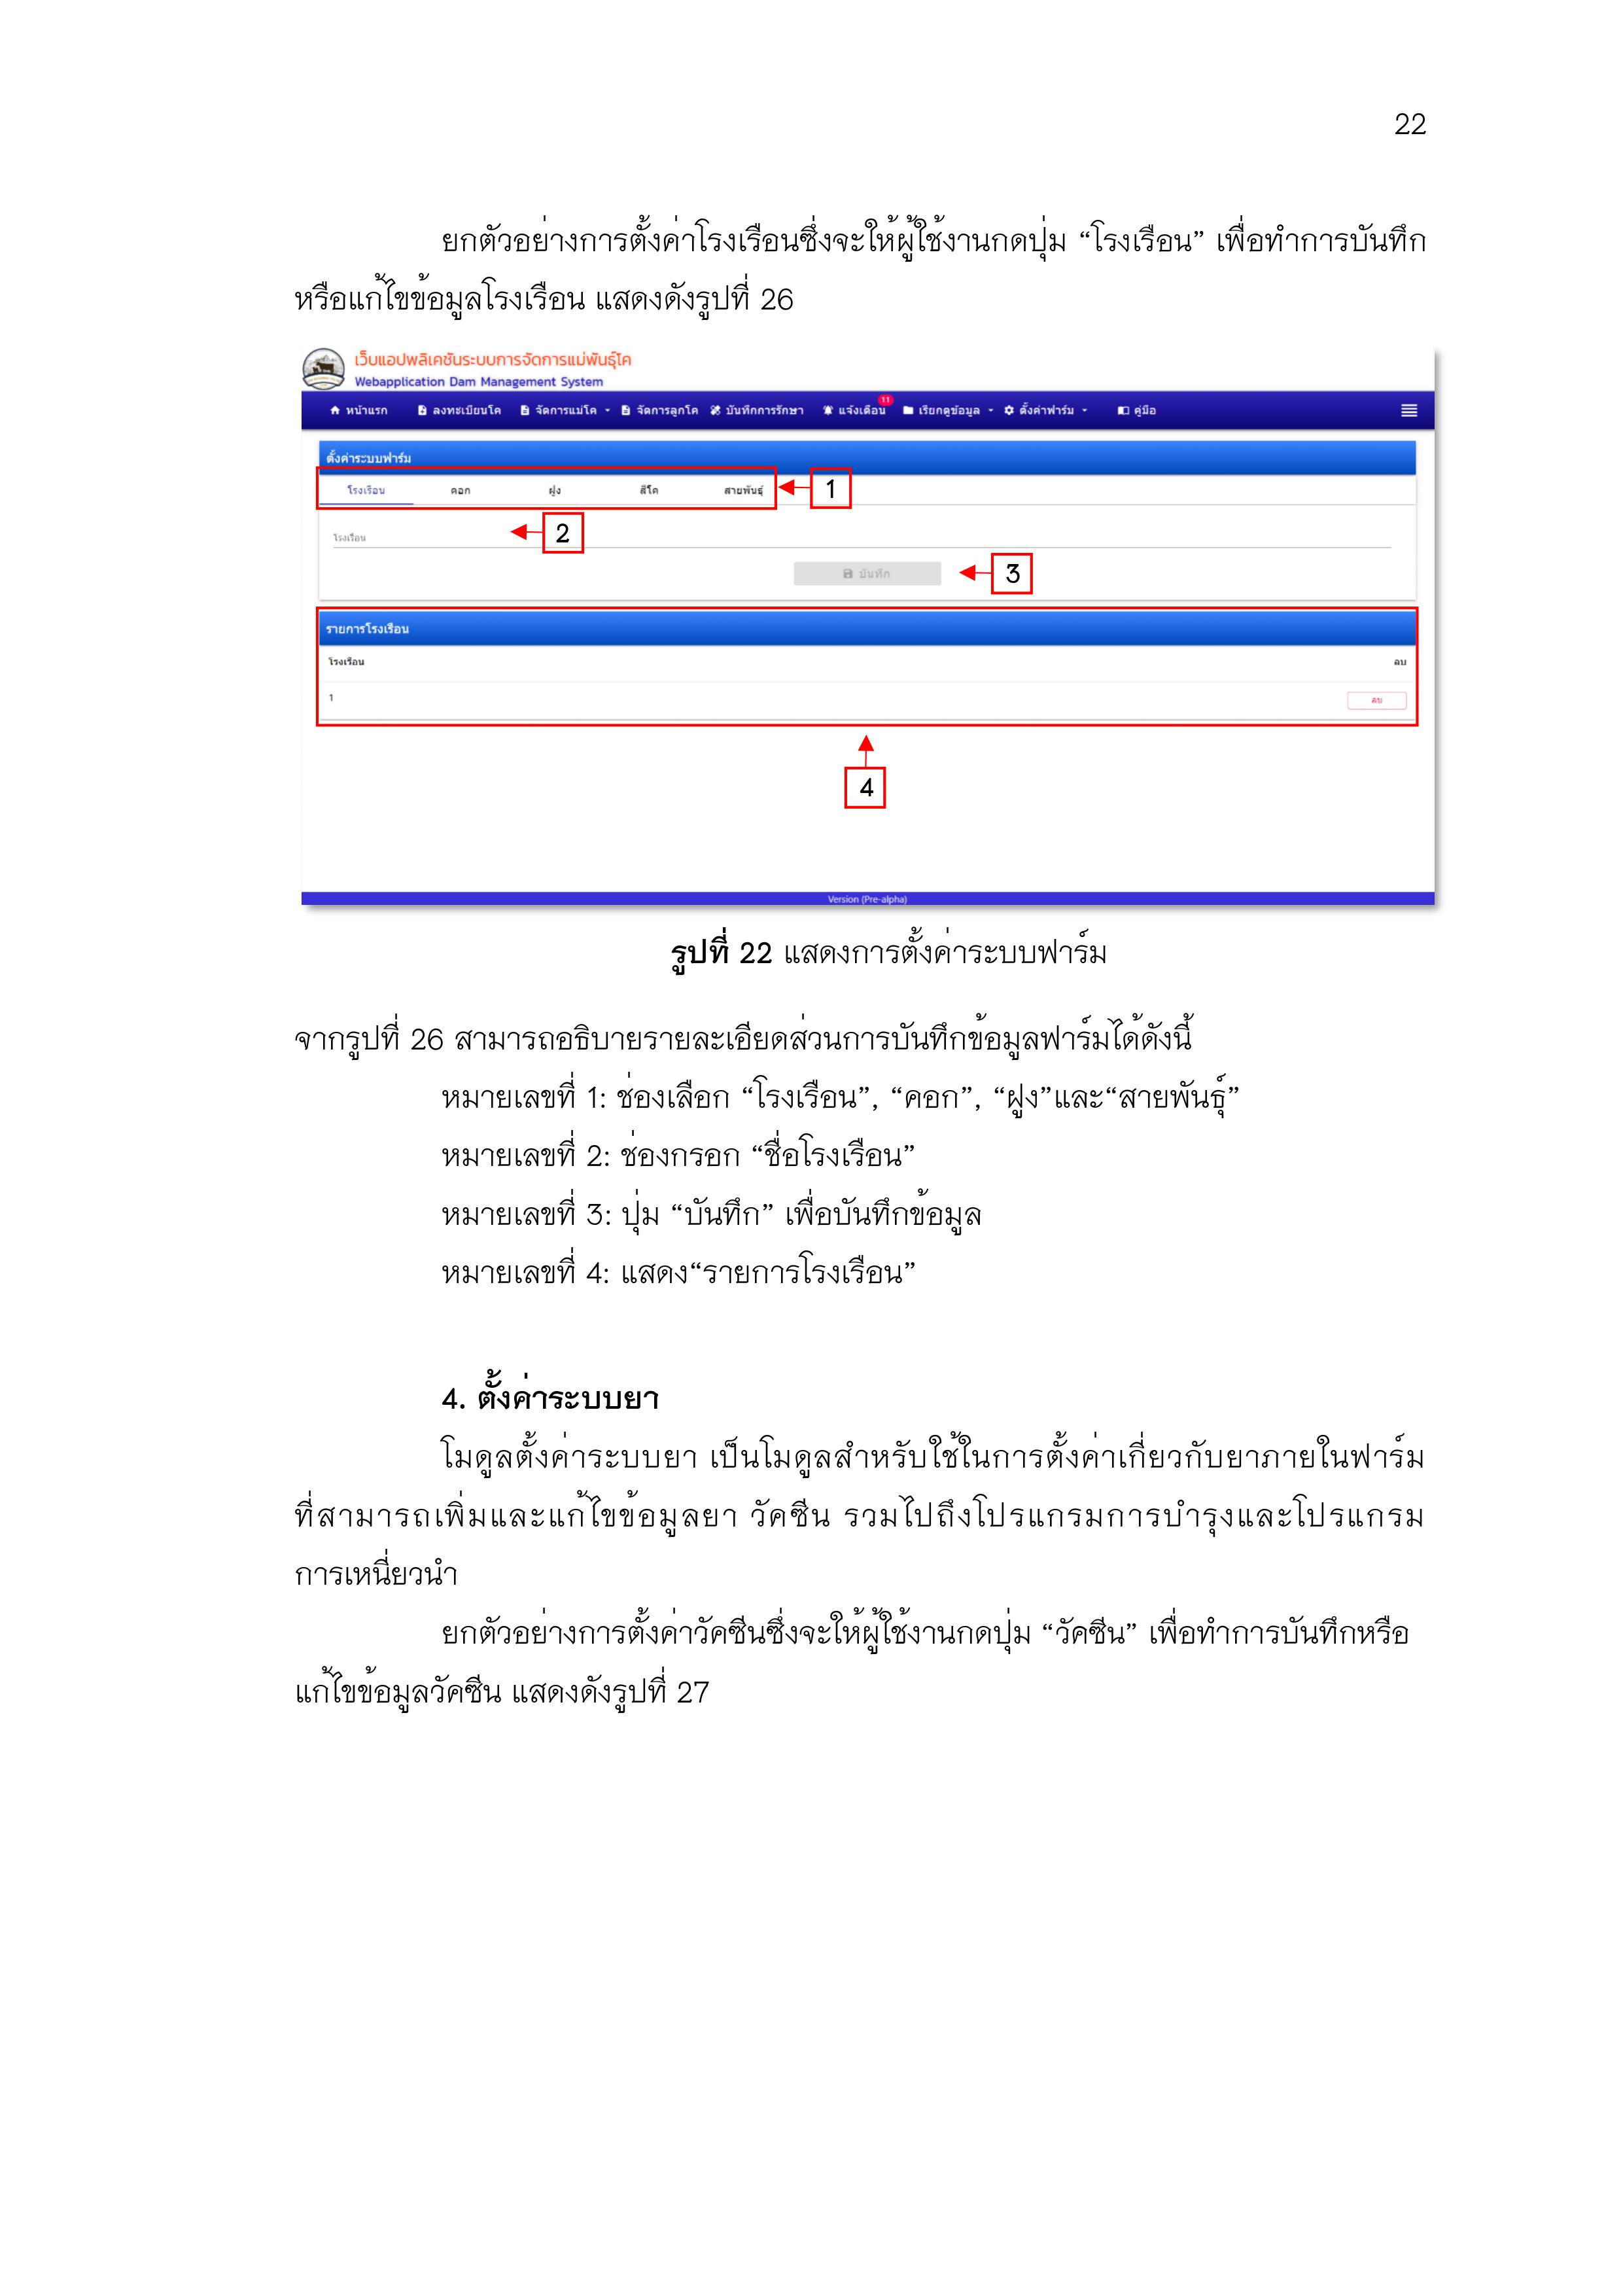 22
ยกตัวอย่างการตั้งค่าโรงเรือนซึ่งจะให้ผู้ใช้งานกดปุ่ม “โรงเรือน” เพื่อทำการบันทึก
หรือแก้ไขข้อมูลโรงเรือน แสดงดังรูปที่ 26
เว็บแอปพลิเคชันระบบการจัดการแม่พันธุ์โค
Webapplication Dam Management System
หน้าแรก ลงทะเบียนโค จัดการแม่โค จัดการลูกโค บันทึกการรักษา แจ้งเตือน 11 เรียกดูข้อมูล ตั้งค่าฟาร์ม คู่มือ
ตั้งค่าระบบฟาร์ม
โรงเรือน คอก ฝูง สีโค สายพันธุ์ 1
โรงเรือน 2
บันทึก 3
รายการโรงเรือน
โรงเรือน ลบ
1 ลบ
4
Version (Pre-alpha)
รูปที่ 22 แสดงการตั้งค่าระบบฟาร์ม
จากรูปที่ 26 สามารถอธิบายรายละเอียดส่วนการบันทึกข้อมูลฟาร์มได้ดังนี้
หมายเลขที่ 1: ช่องเลือก “โรงเรือน”, “คอก”, “ฝูง”และ“สายพันธุ์”
หมายเลขที่ 2: ช่องกรอก “ชื่อโรงเรือน”
หมายเลขที่ 3: ปุ่ม “บันทึก” เพื่อบันทึกข้อมูล
หมายเลขที่ 4: แสดง“รายการโรงเรือน”
4. ตั้งค่าระบบยา
โมดูลตั้งค่าระบบยา เป็นโมดูลสำหรับใช้ในการตั้งค่าเกี่ยวกับยาภายในฟาร์ม
ที่สามารถเพิ่มและแก้ไขข้อมูลยา วัคซีน รวมไปถึงโปรแกรมการบำรุงและโปรแกรม
การเหนี่ยวนำ
ยกตัวอย่างการตั้งค่าวัคซีนซึ่งจะให้ผู้ใช้งานกดปุ่ม “วัคซีน” เพื่อทำการบันทึกหรือ
แก้ไขข้อมูลวัคซีน แสดงดังรูปที่ 27